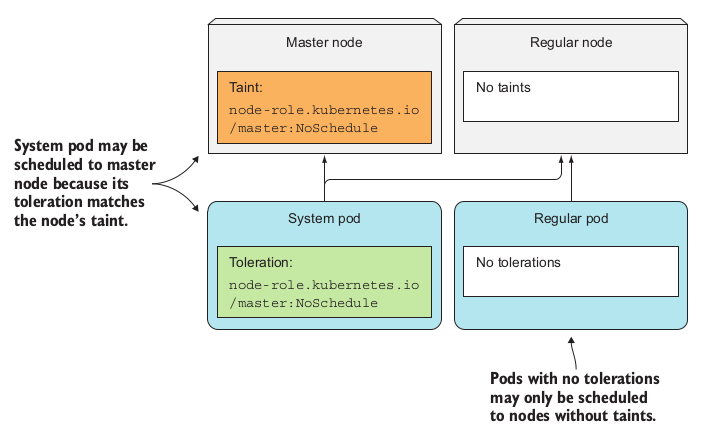 Master node
Taint:
node-role.kubernetes.io
/master:NoSchedule
Regular node
No taints
System pod may be
scheduled to master
node because its
toleration matches
the node's taint.
System pod
Toleration:
node-role.kubernetes.io
/master:NoSchedule
Regular pod
No tolerations
Pods with no tolerations
may only be scheduled
to nodes without taints.